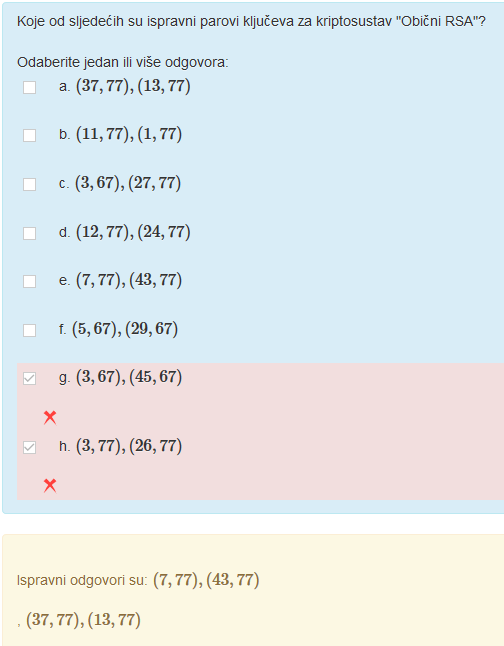 Koje od sljedećih su ispravni parovi ključeva za kriptosustav "Obični RSA"?
Odaberite jedan ili više odgovora:
a. (37, 77), (13, 77)
b. (11, 77), (1, 77)
c. (3, 67), (27, 77)
d. (12, 77), (24, 77)
e. (7, 77), (43, 77)
f. (5, 67), (29, 67)
g. (3, 67), (45, 67)
h. (3, 77), (26, 77)
Ispravni odgovori su: (7, 77), (43, 77)
, (37, 77), (13, 77)